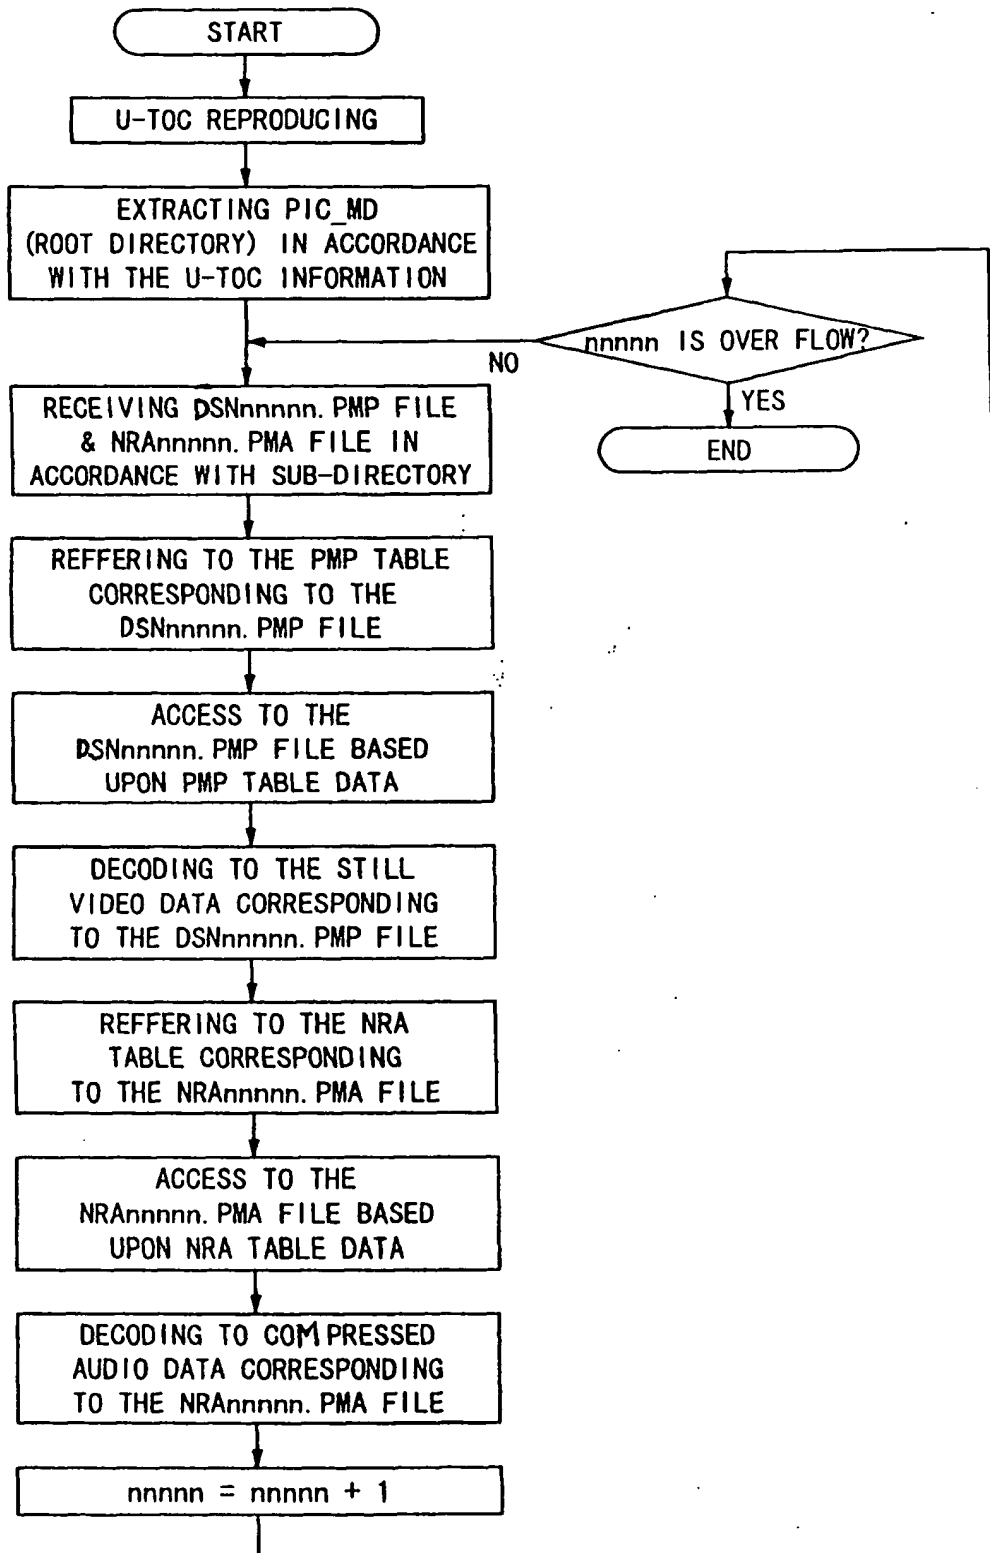 START
U-TOC REPRODUCING
EXTRACTING PIC_MD
(ROOT DIRECTORY) IN ACCORDANCE
WITH THE U-TOC INFORMATION
nnnnn IS OVER FLOW?
NO
YES
END
RECEIVING DSNnnnnn. PMP FILE
& NRAnnnnn. PMA FILE IN
ACCORDANCE WITH SUB-DIRECTORY
REFFERING TO THE PMP TABLE
CORRESPONDING TO THE
DSNnnnnn. PMP FILE
ACCESS TO THE
DSNnnnnn. PMP FILE BASED
UPON PMP TABLE DATA
DECODING TO THE STILL
VIDEO DATA CORRESPONDING
TO THE DSNnnnnn. PMP FILE
REFFERING TO THE NRA
TABLE CORRESPONDING
TO THE NRAnnnnn. PMA FILE
ACCESS TO THE
NRAnnnnn. PMA FILE BASED
UPON NRA TABLE DATA
DECODING TO COMPRESSED
AUDIO DATA CORRESPONDING
TO THE NRAnnnnn. PMA FILE
nnnnn = nnnnn + 1